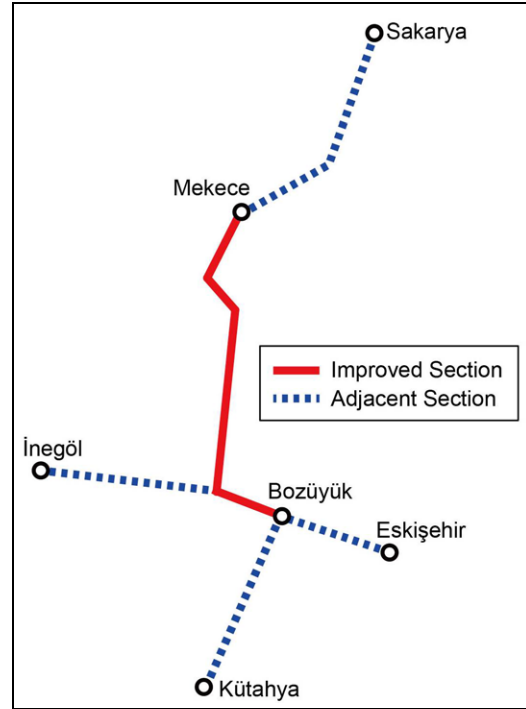 Sakarya
Mekece
Improved Section
Adjacent Section
İnegöl
Bozüyük
Eskişehir
Kütahya